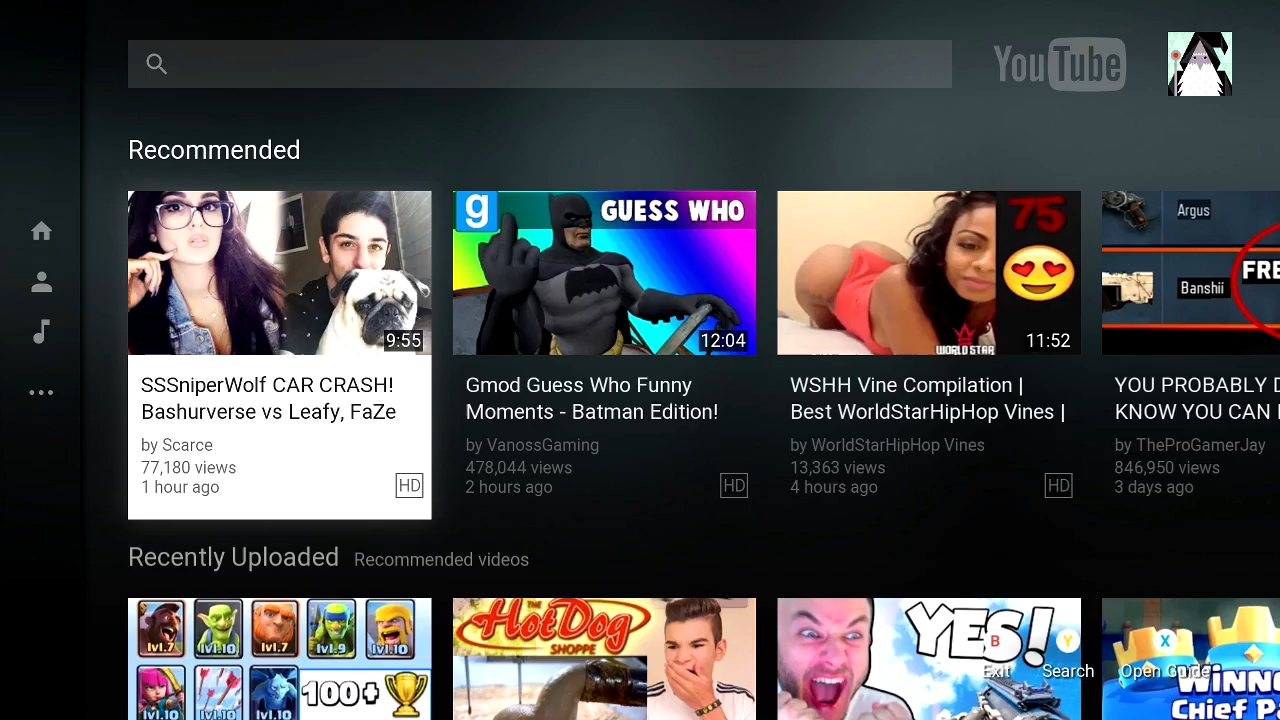 YouTube
Recommended
g
GUESS WHO
75
WORLD STAR
Argus
Banshii
FRE
9:55
12:04
11:52
SSSniperWolf CAR CRASH!
Bashurverse vs Leafy, FaZe
by Scarce
77,180 views
1 hour ago
HD
Gmod Guess Who Funny
Moments - Batman Edition!
by VanossGaming
478,044 views
2 hours ago
HD
WSHH Vine Compilation |
Best WorldStarHipHop Vines |
by WorldStarHipHop Vines
13,363 views
4 hours ago
HD
YOU PROBABLY D
KNOW YOU CAN
by TheProGamerJay
846,950 views
3 days ago
Recently Uploaded Recommended videos
lvl.7
lvl.10
lvl.7
lvl.9
lvl.10
lvl.10
lvl.10
lvl.10
100+
THE
HotDog
SHOPPE
YES!
Winno
Chief Pa
B
Exit
Y
Search
X
Open Guide